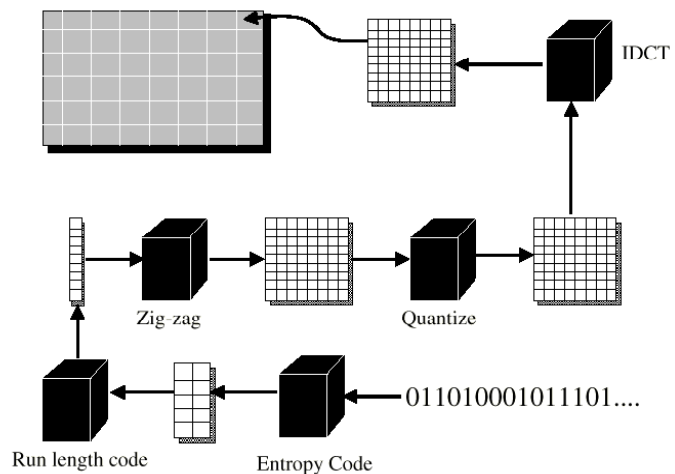 IDCT
Zig-zag
Quantize
011010001011101....
Run length code
Entropy Code